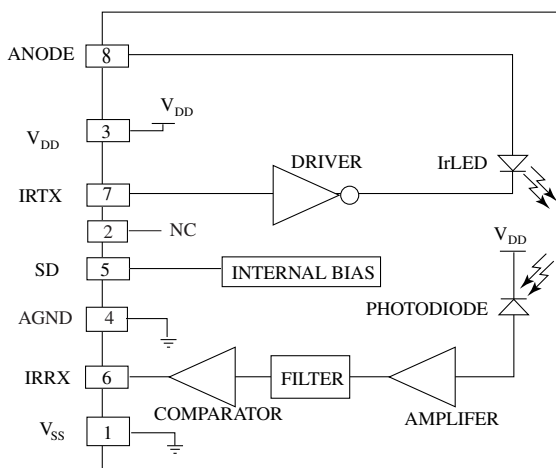 ANODE
8
V_DD
3
V_DD
DRIVER
IrLED
IRTX
7
2
NC
V_DD
SD
5
INTERNAL BIAS
PHOTODIODE
AGND
4
IRRX
6
FILTER
COMPARATOR
AMPLIFER
V_SS
1